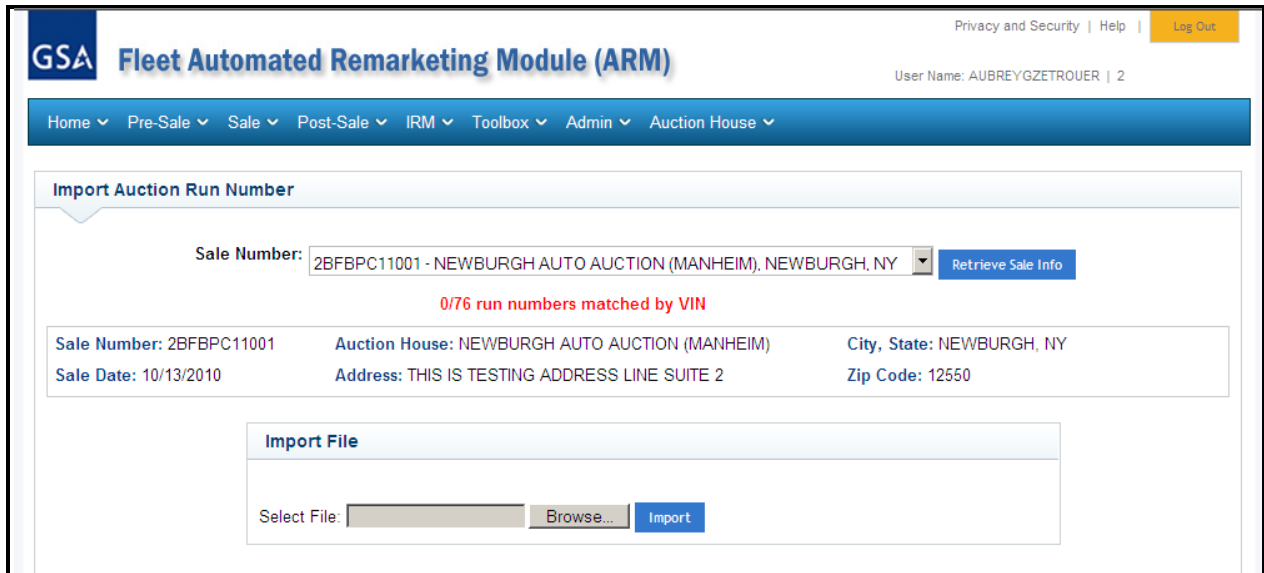 Privacy and Security | Help | Log Out
GSA Fleet Automated Remarketing Module (ARM)
User Name: AUBREYGZETROUER | 2
Home Pre-Sale Sale Post-Sale IRM Toolbox Admin Auction House
Import Auction Run Number
Sale Number: 2BFBPC11001 - NEWBURGH AUTO AUCTION (MANHEIM), NEWBURGH, NY Retrieve Sale Info
0/76 run numbers matched by VIN
Sale Number: 2BFBPC11001 Auction House: NEWBURGH AUTO AUCTION (MANHEIM) City, State: NEWBURGH, NY
Sale Date: 10/13/2010 Address: THIS IS TESTING ADDRESS LINE SUITE 2 Zip Code: 12550
Import File
Select File: Browse... Import